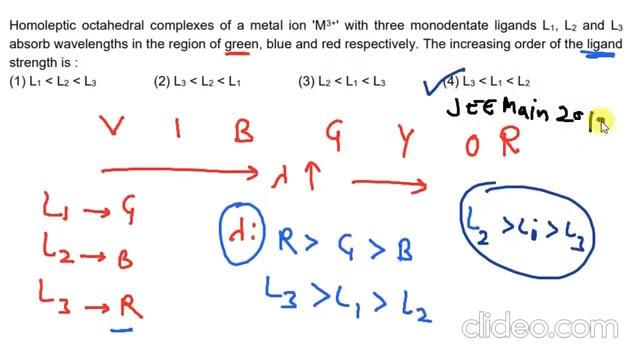 Homoleptic octahedral complexes of a metal ion 'M³⁺' with three monodentate ligands L₁, L₂ and L₃
absorb wavelengths in the region of green, blue and red respectively. The increasing order of the ligand
strength is :
(1) L₁ < L₂ < L₃ (2) L₃ < L₂ < L₁ (3) L₂ < L₁ < L₃ (4) L₃ < L₁ < L₂
JEE Main 201
V I B G Y O R
λ ↑
L₁ → G
L₂ → B
L₃ → R
λ: R > G > B
L₃ > L₁ > L₂
L₂ > L₁ > L₃
clideo.com